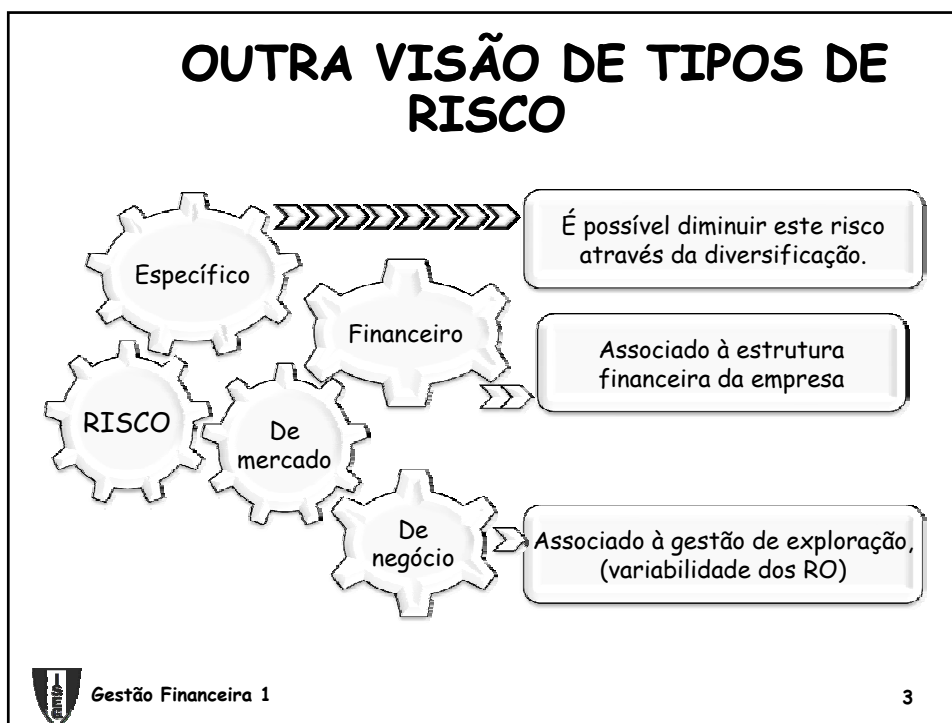 OUTRA VISÃO DE TIPOS DE
RISCO
Específico
É possível diminuir este risco
através da diversificação.
Financeiro
Associado à estrutura
financeira da empresa
RISCO
De
mercado
De
negócio
Associado à gestão de exploração,
(variabilidade dos RO)
ISEG
Gestão Financeira 1
3